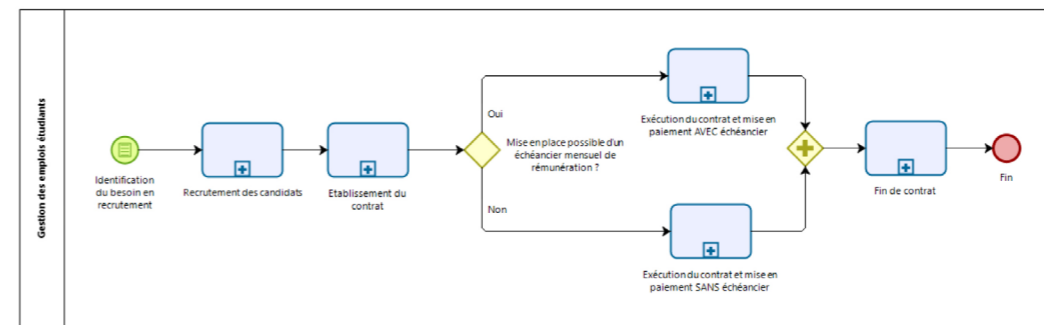 Gestion des emplois étudiants
Identification
du besoin en
recrutement
Recrutement des candidats
Etablissement du
contrat
Oui
Mise en place possible d'un
échéancier mensuel de
rémunération ?
Non
Exécution du contrat et mise en
paiement AVEC échéancier
Exécution du contrat et mise en
paiement SANS échéancier
Fin de contrat
Fin